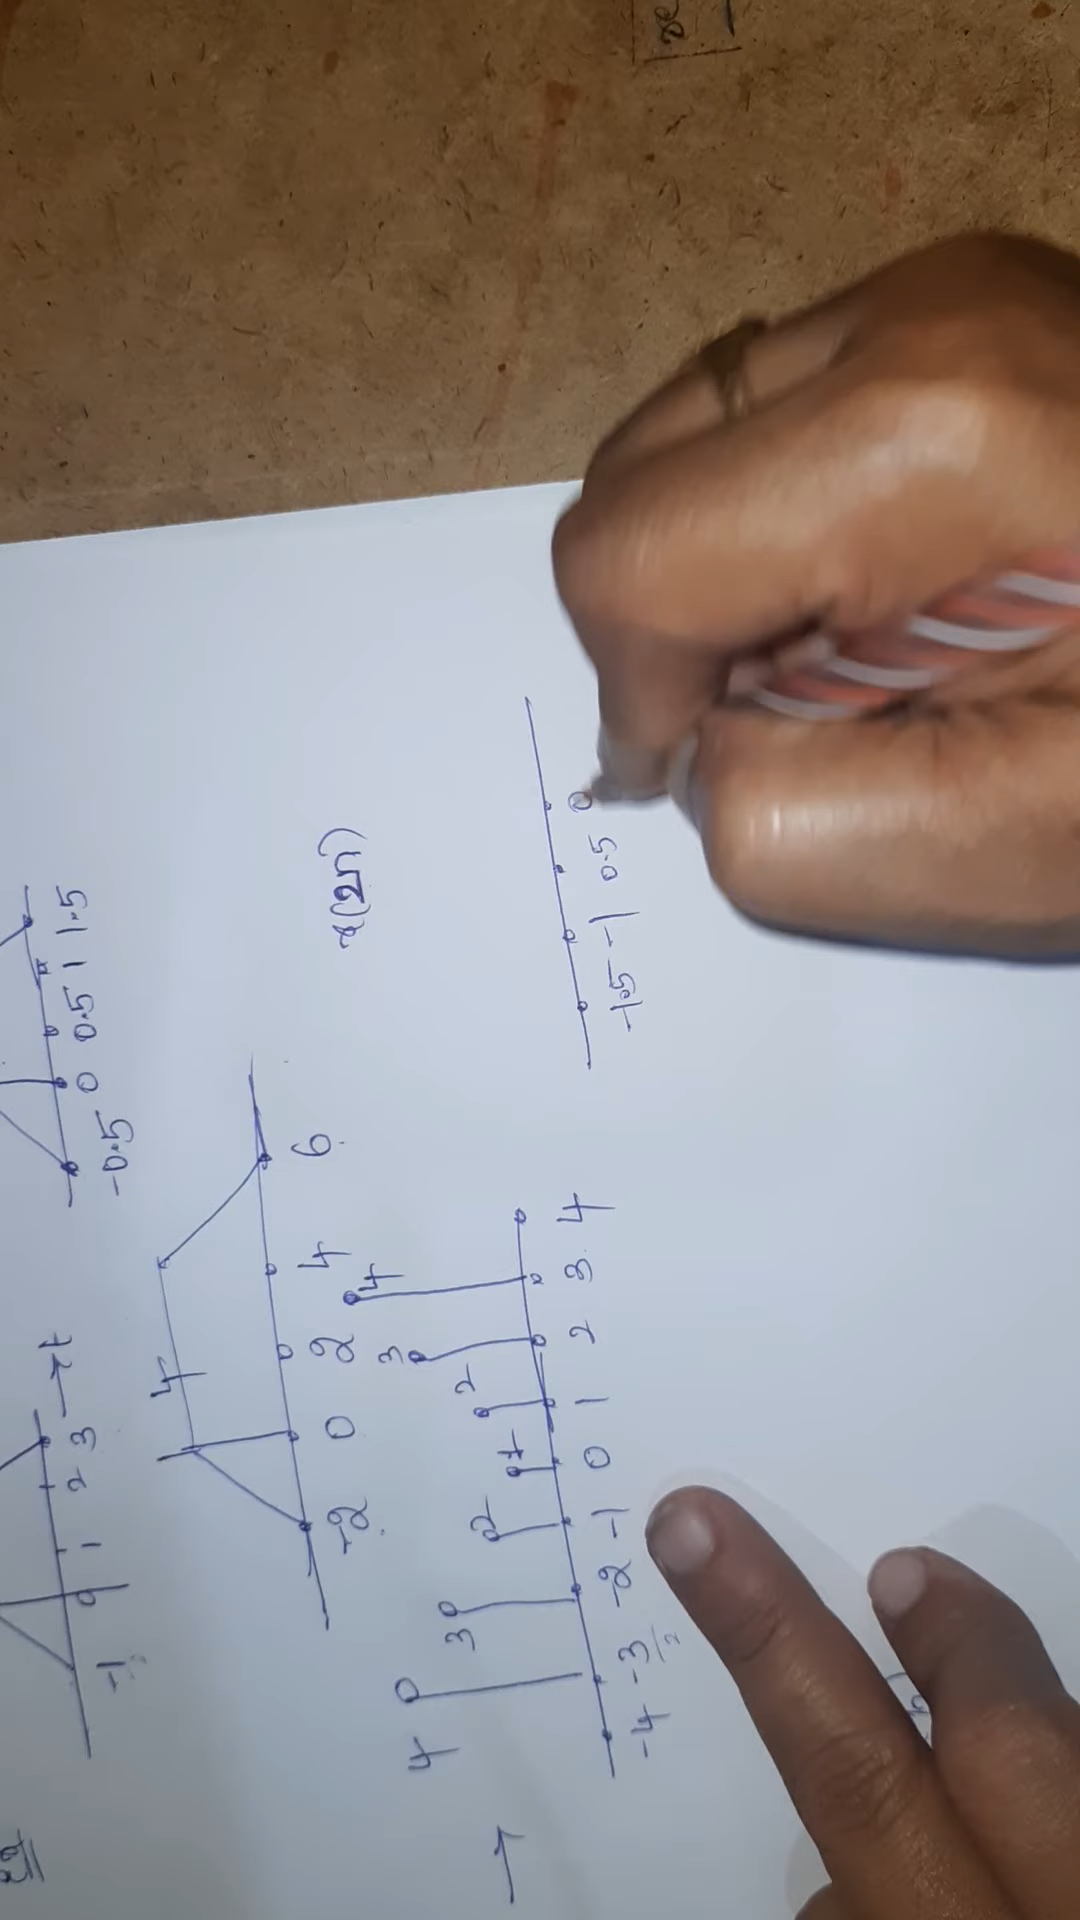 -1 0 1 2 3 → t
-0.5 0 0.5 1 1.5
4
-2 0 2 4 6
x(2n)
4 3 2 1 2 3 4
-4 -3/2 -2 -1 0 1 2 3 4
-1.5 -1 0.5 0